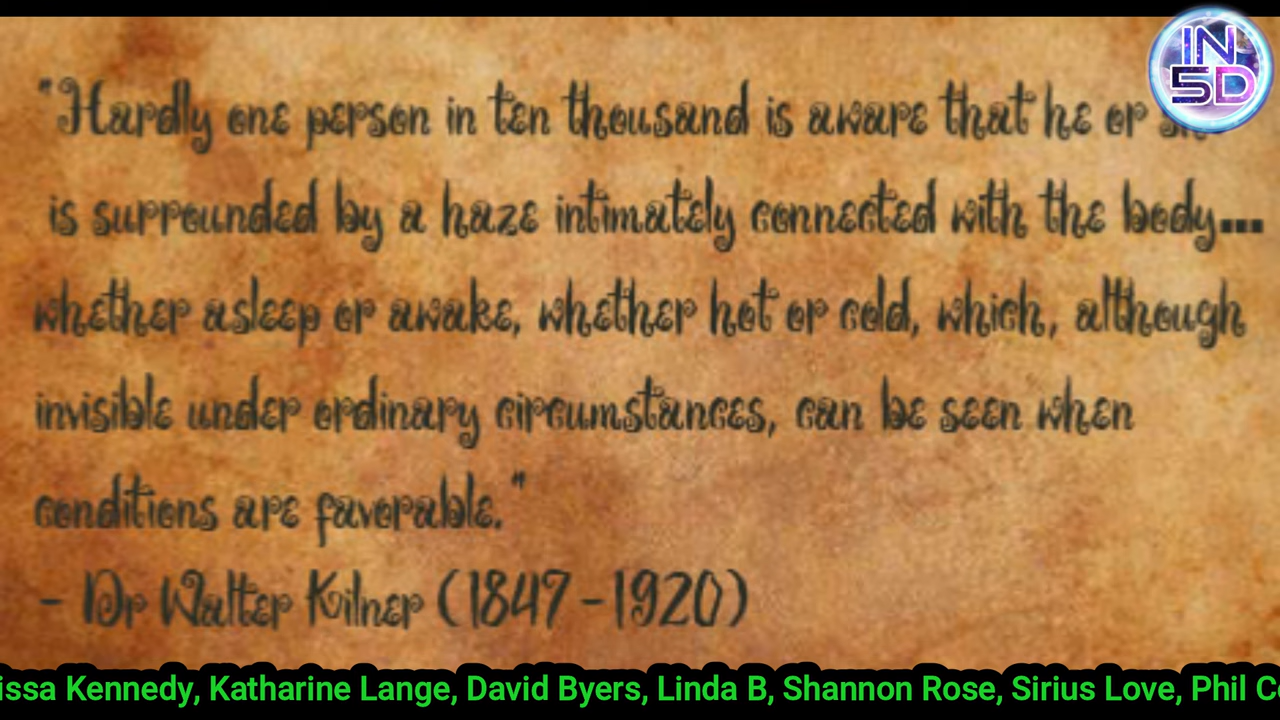 "Hardly one person in ten thousand is aware that he or
is surrounded by a haze intimately connected with the body...
whether asleep or awake, whether hot or cold, which, although
invisible under ordinary circumstances, can be seen when
conditions are favorable."
- Dr Walter Kilner (1847-1920)
IN
5D
issa Kennedy, Katharine Lange, David Byers, Linda B, Shannon Rose, Sirius Love, Phil